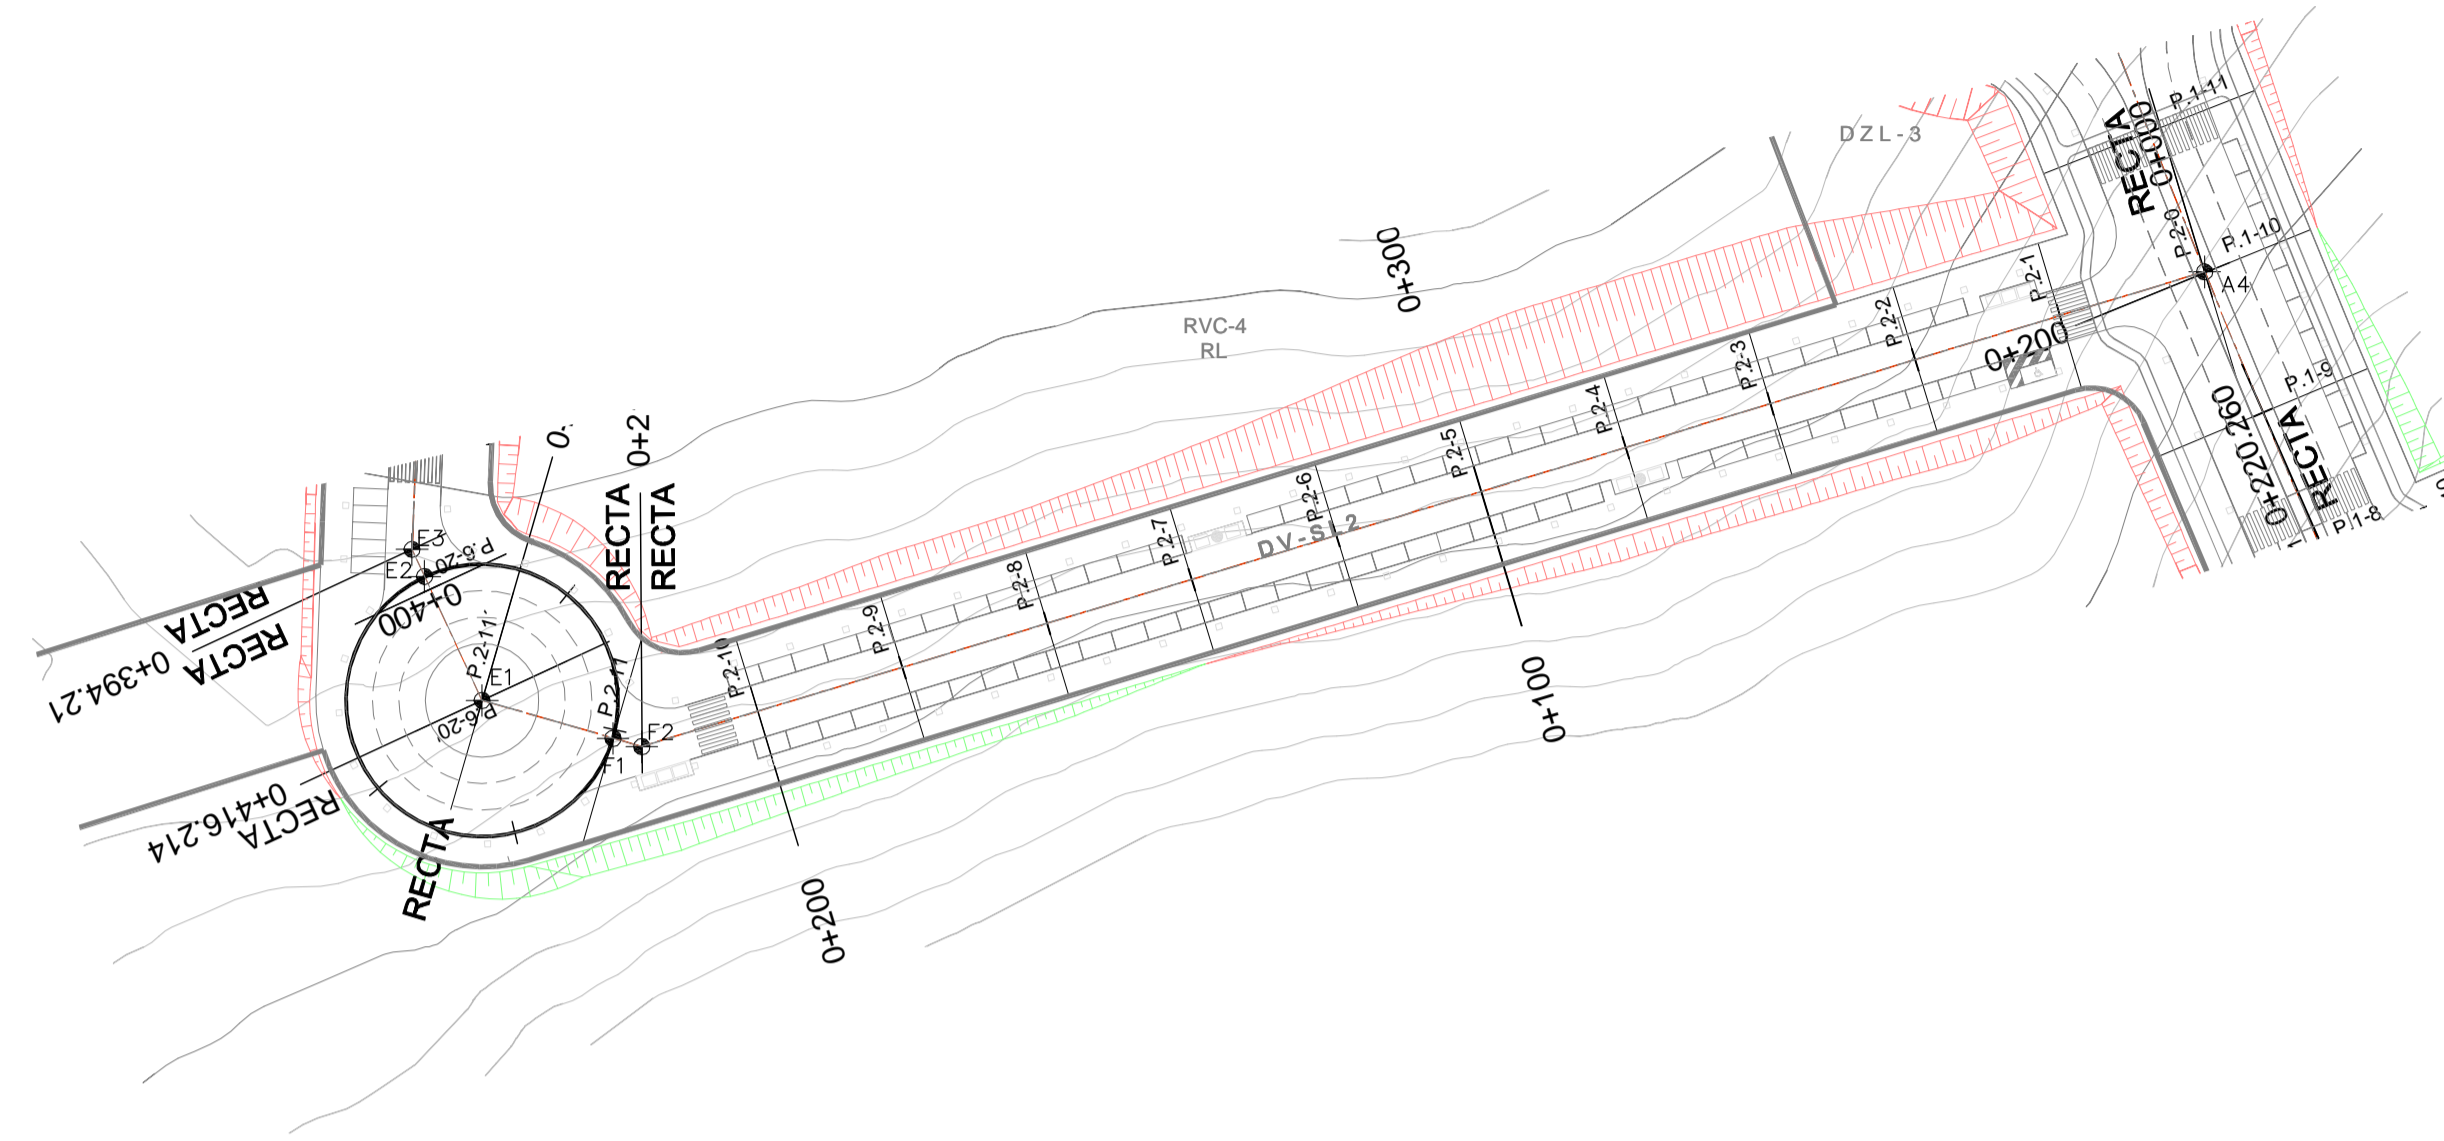 DZL-3
RECTA
0+000
P.1-11
P.2-0
P.1-10
A4
P.2-1
0+200
P.2-2
P.2-3
P.2-4
P.2-5
P.2-6
P.2-7
P.2-8
P.2-9
P.2-10
0+300
RVC-4
RL
DV-SL2
P.1-9
0+220.260
RECTA
P.1-8
0+100
0+200
0+2
RECTA
RECTA
E3
P.6-20
E2
0+400
P.2-11'
E1
P.6-20'
P.2-11
F2
F1
RECTA
0+394.21
RECTA
0+416.214
RECTA
RECTA